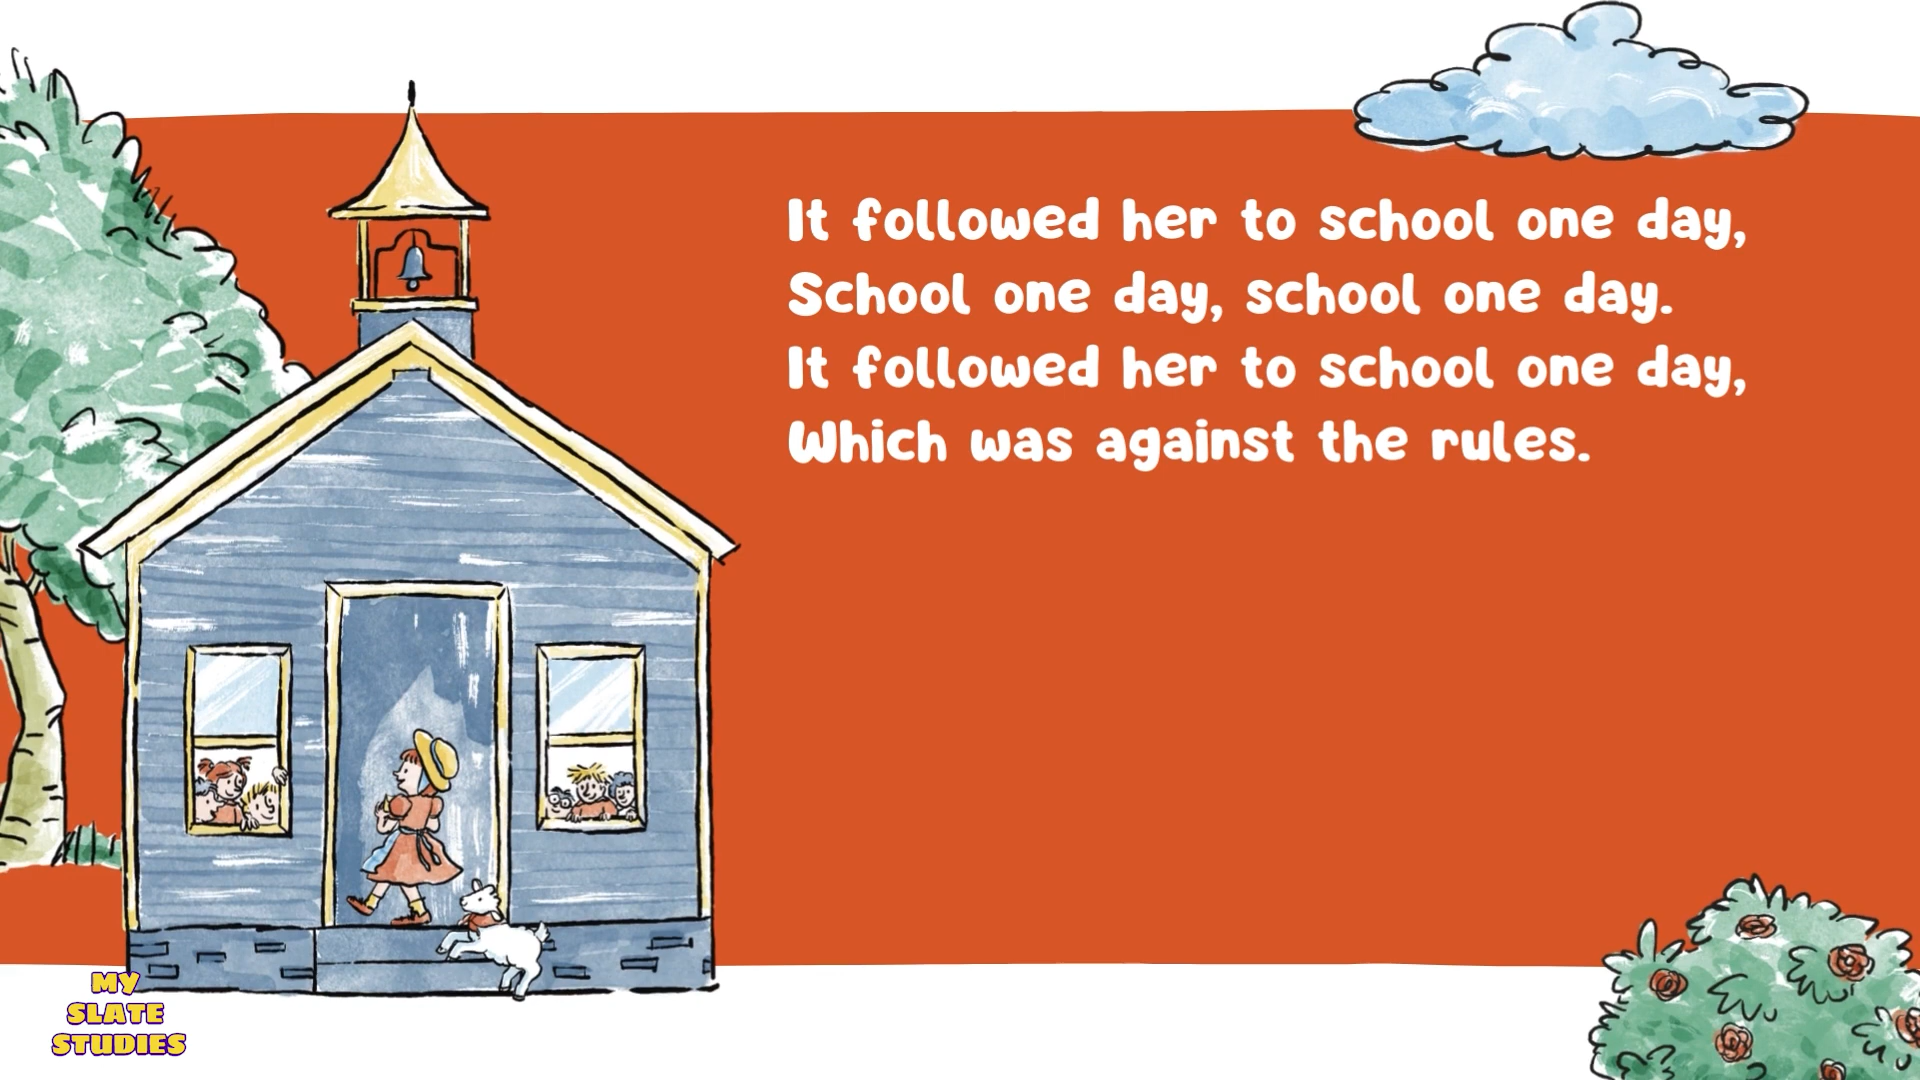 It followed her to school one day,
School one day, school one day.
It followed her to school one day,
Which was against the rules.
MY
SLATE
STUDIES